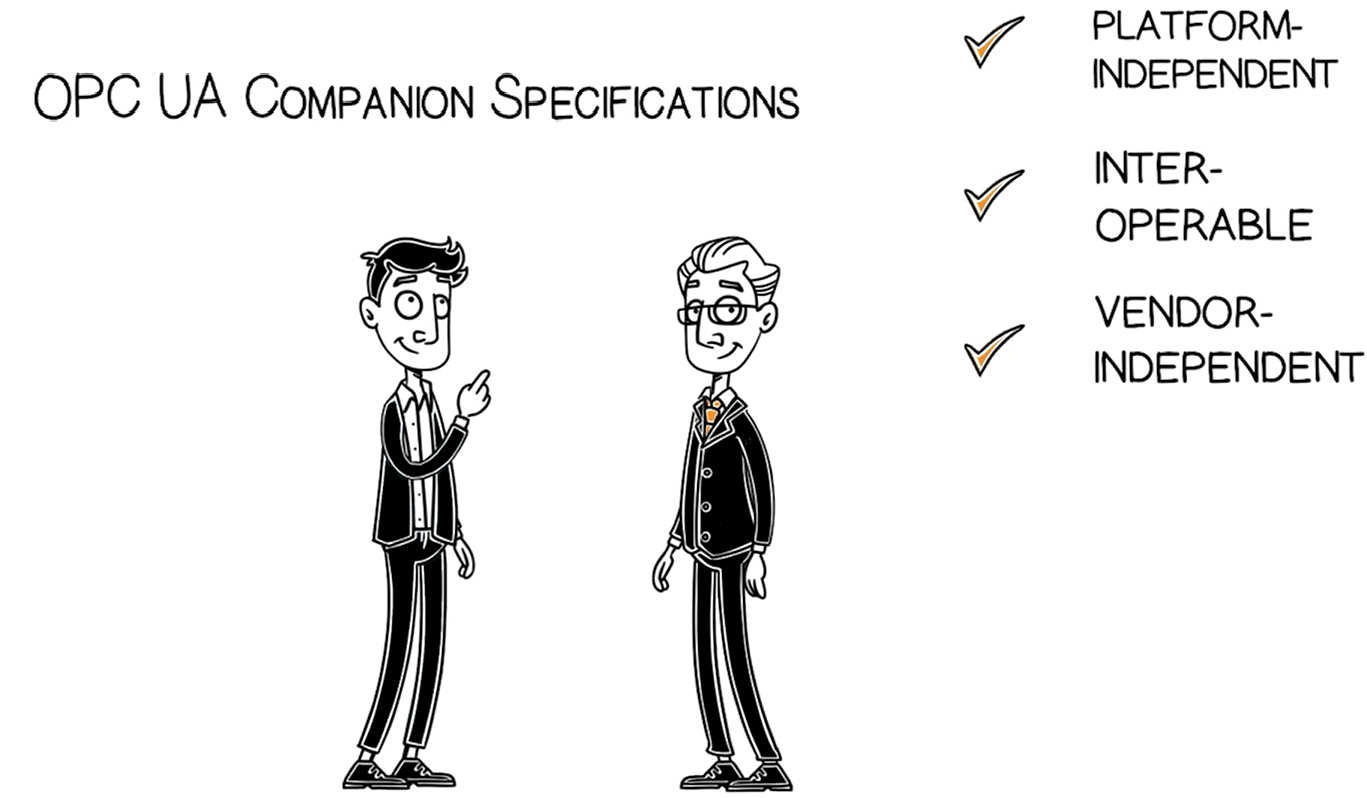 OPC UA COMPANION SPECIFICATIONS
PLATFORM-
INDEPENDENT
INTER-
OPERABLE
VENDOR-
INDEPENDENT